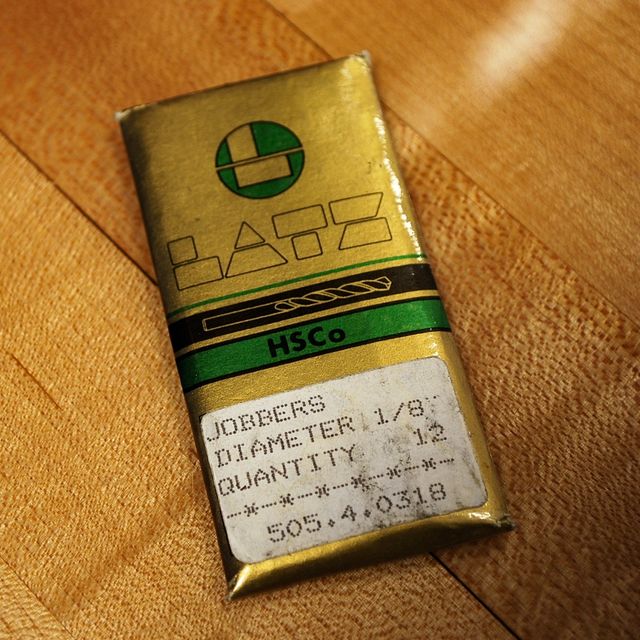 LATZ
HSCo
JOBBERS
DIAMETER 1/8"
QUANTITY 12
--*--*--*--*--*--*--
505.4.0318